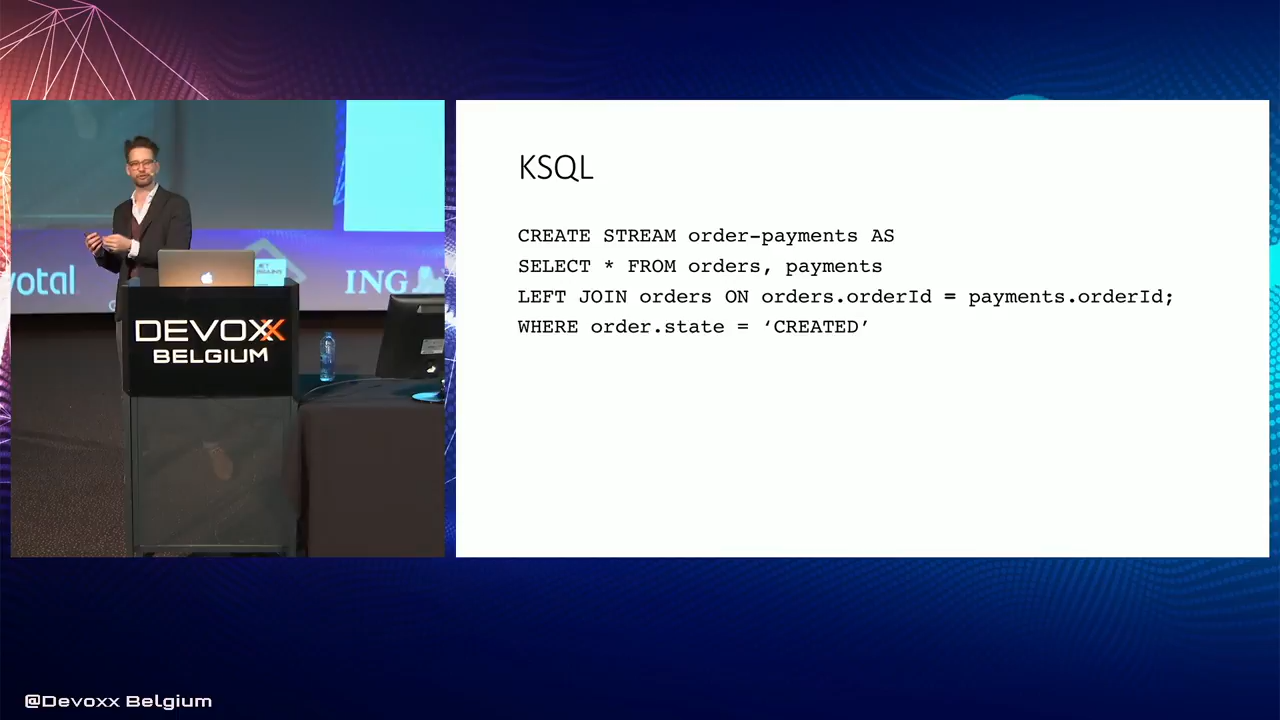 votal
ING
DEVOXX
BELGIUM
KSQL
CREATE STREAM order-payments AS
SELECT * FROM orders, payments
LEFT JOIN orders ON orders.orderId = payments.orderId;
WHERE order.state = ‘CREATED’
@Devoxx Belgium